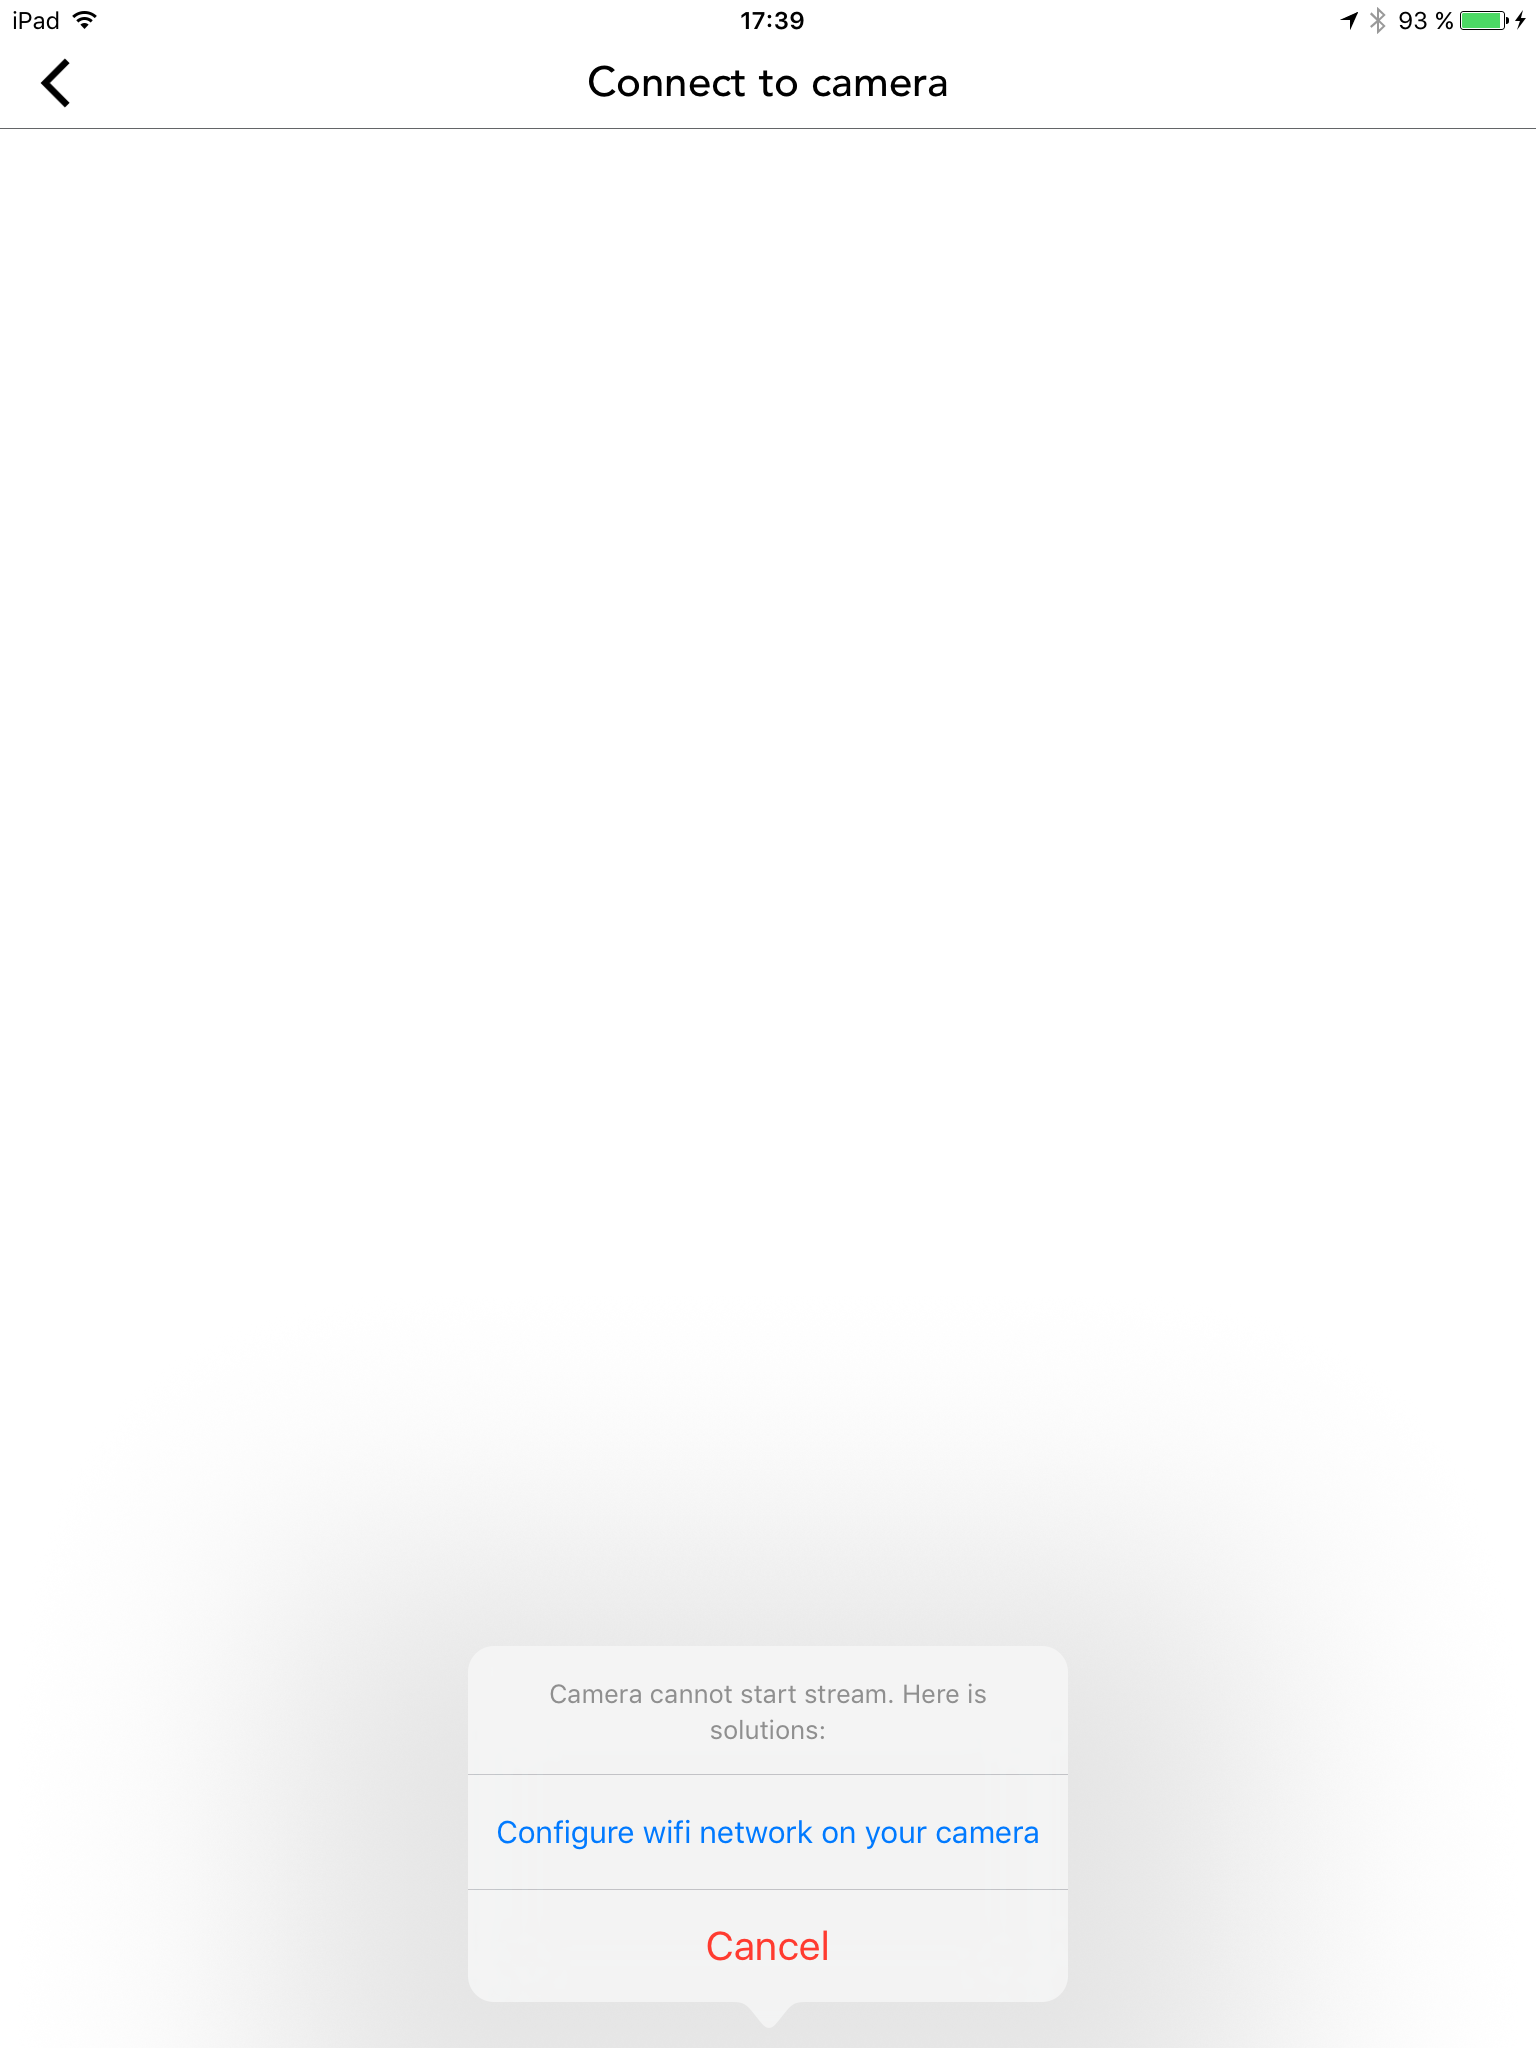 iPad 17:39 93 %
Connect to camera
Camera cannot start stream. Here is
solutions:
Configure wifi network on your camera
Cancel